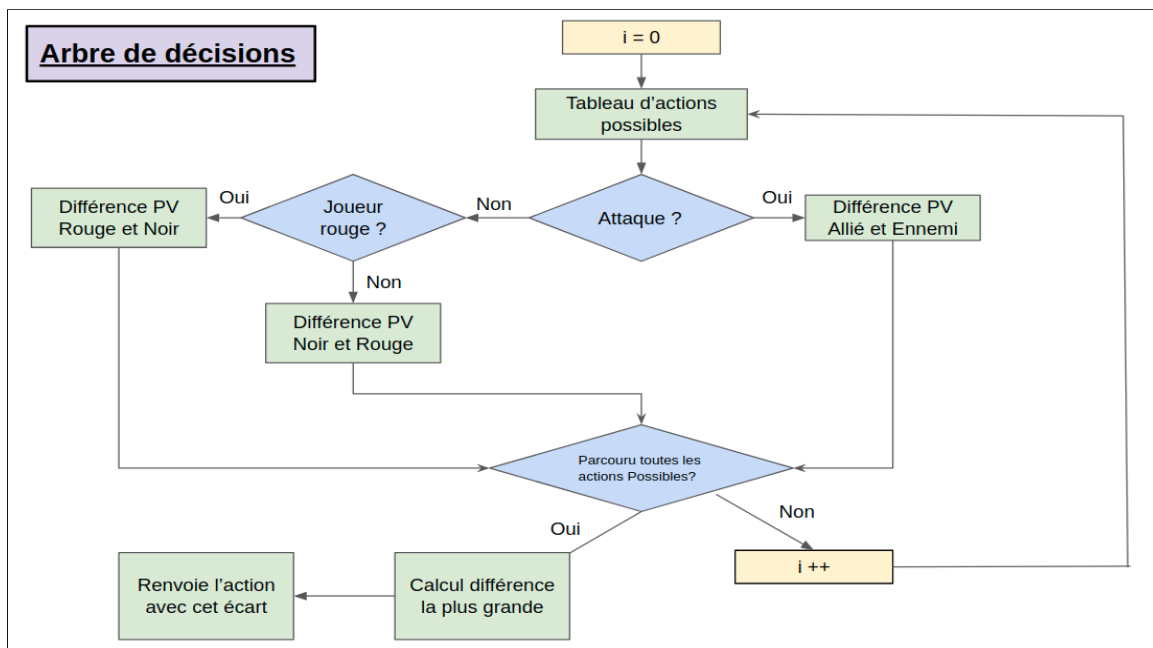 Arbre de décisions
i = 0
Tableau d’actions
possibles
Attaque ?
Non
Oui
Joueur
rouge ?
Oui
Non
Différence PV
Rouge et Noir
Différence PV
Allié et Ennemi
Différence PV
Noir et Rouge
Parcouru toutes les
actions Possibles?
Oui
Non
i ++
Calcul différence
la plus grande
Renvoie l’action
avec cet écart